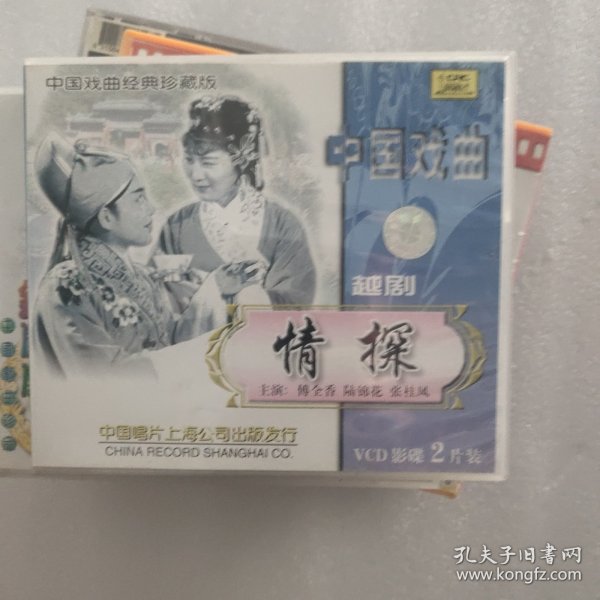 中国戏曲经典珍藏版
中国戏曲
越剧
情探
主演：傅全香 陆锦花 张桂凤
中国唱片上海公司出版发行
CHINA RECORD SHANGHAI CO.
VCD 影碟 2 片装
孔夫子旧书网
www.kongfz.com